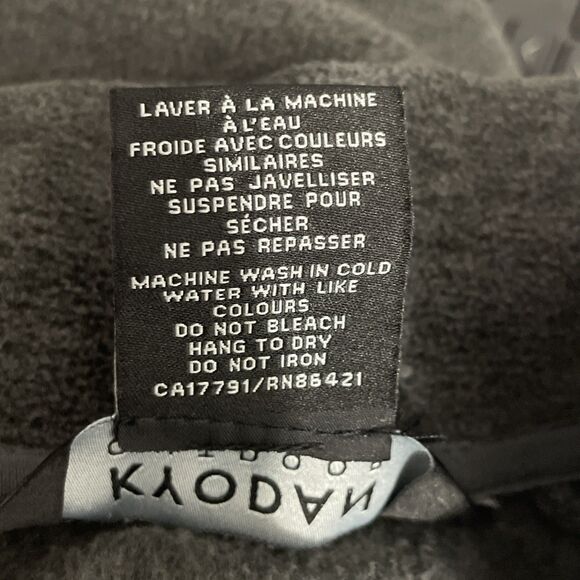 LAVER À LA MACHINE
À L'EAU
FROIDE AVEC COULEURS
SIMILAIRES
NE PAS JAVELLISER
SUSPENDRE POUR
SÉCHER
NE PAS REPASSER
MACHINE WASH IN COLD
WATER WITH LIKE
COLOURS
DO NOT BLEACH
HANG TO DRY
DO NOT IRON
CA17791/RN86421
OUTDOOR
KYODAN